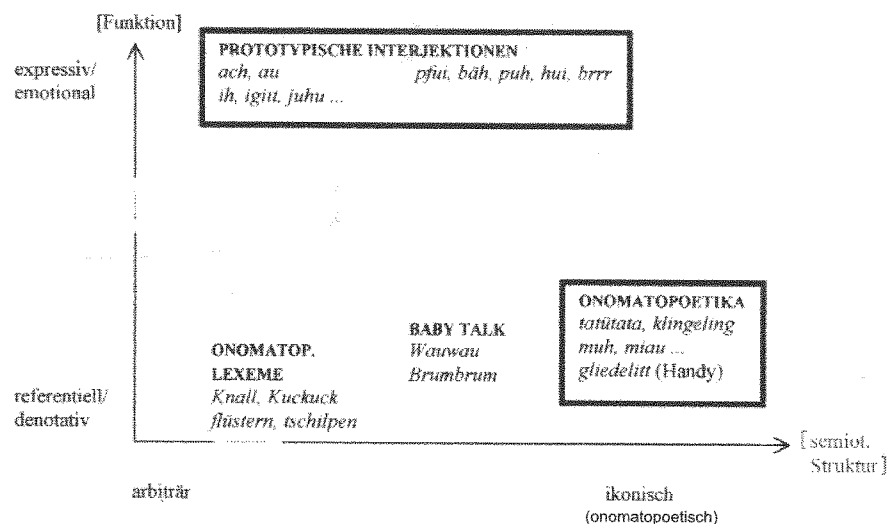 [Funktion]
expressiv/
emotional
PROTOTYPISCHE INTERJEKTIONEN
ach, au pfui, bäh, puh, hui, brrr
ih, igitt, juhu ...
ONOMATOP.
LEXEME
Knall, Kuckuck
flüstern, tschilpen
BABY TALK
Wauwau
Brumbrum
ONOMATOPOETIKA
tatütata, klingeling
muh, miau ...
gliedelitt (Handy)
referentiell/
denotativ
[semiot.
Struktur]
arbiträr
ikonisch
(onomatopoetisch)